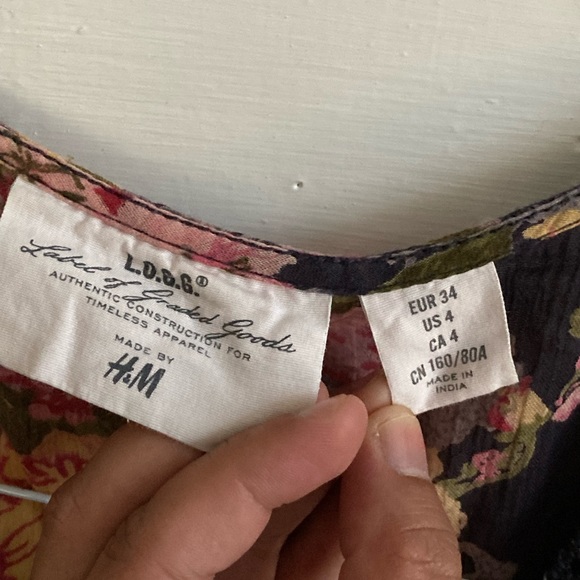 L.O.G.G.®
Label of Graded Goods
AUTHENTIC CONSTRUCTION FOR
TIMELESS APPAREL
MADE BY
H&M
EUR 34
US 4
CA 4
CN 160/80A
MADE IN
INDIA